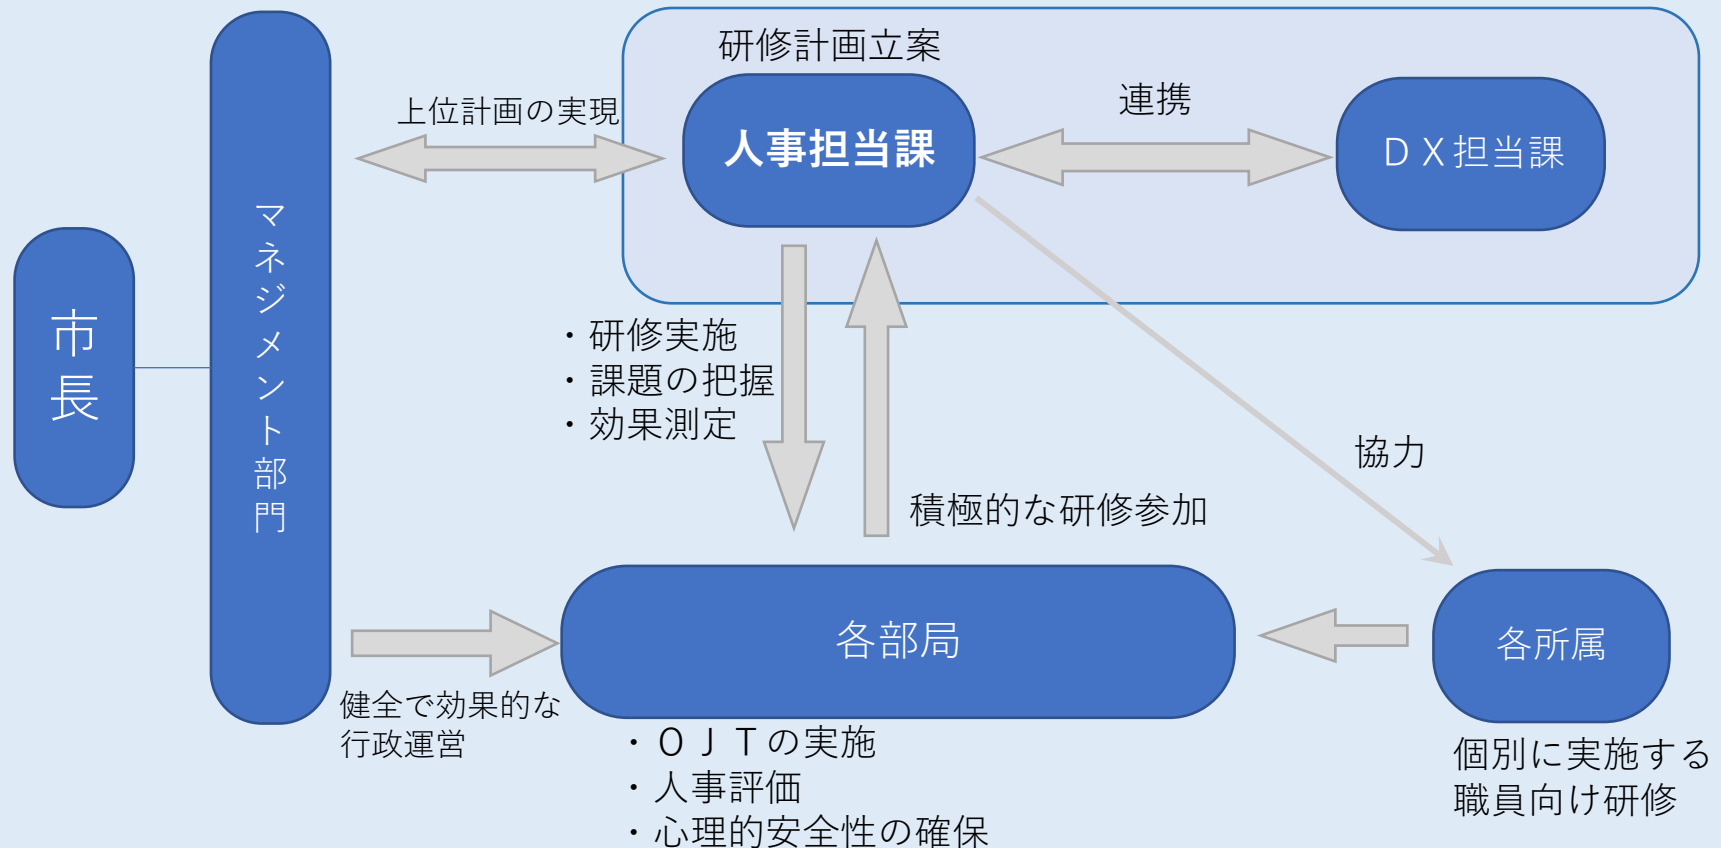 研修計画立案
上位計画の実現
人事担当課
連携
DX担当課
市長
マネジメント部門
・研修実施
・課題の把握
・効果測定
積極的な研修参加
協力
健全で効果的な
行政運営
各部局
・OJTの実施
・人事評価
・心理的安全性の確保
各所属
個別に実施する
職員向け研修